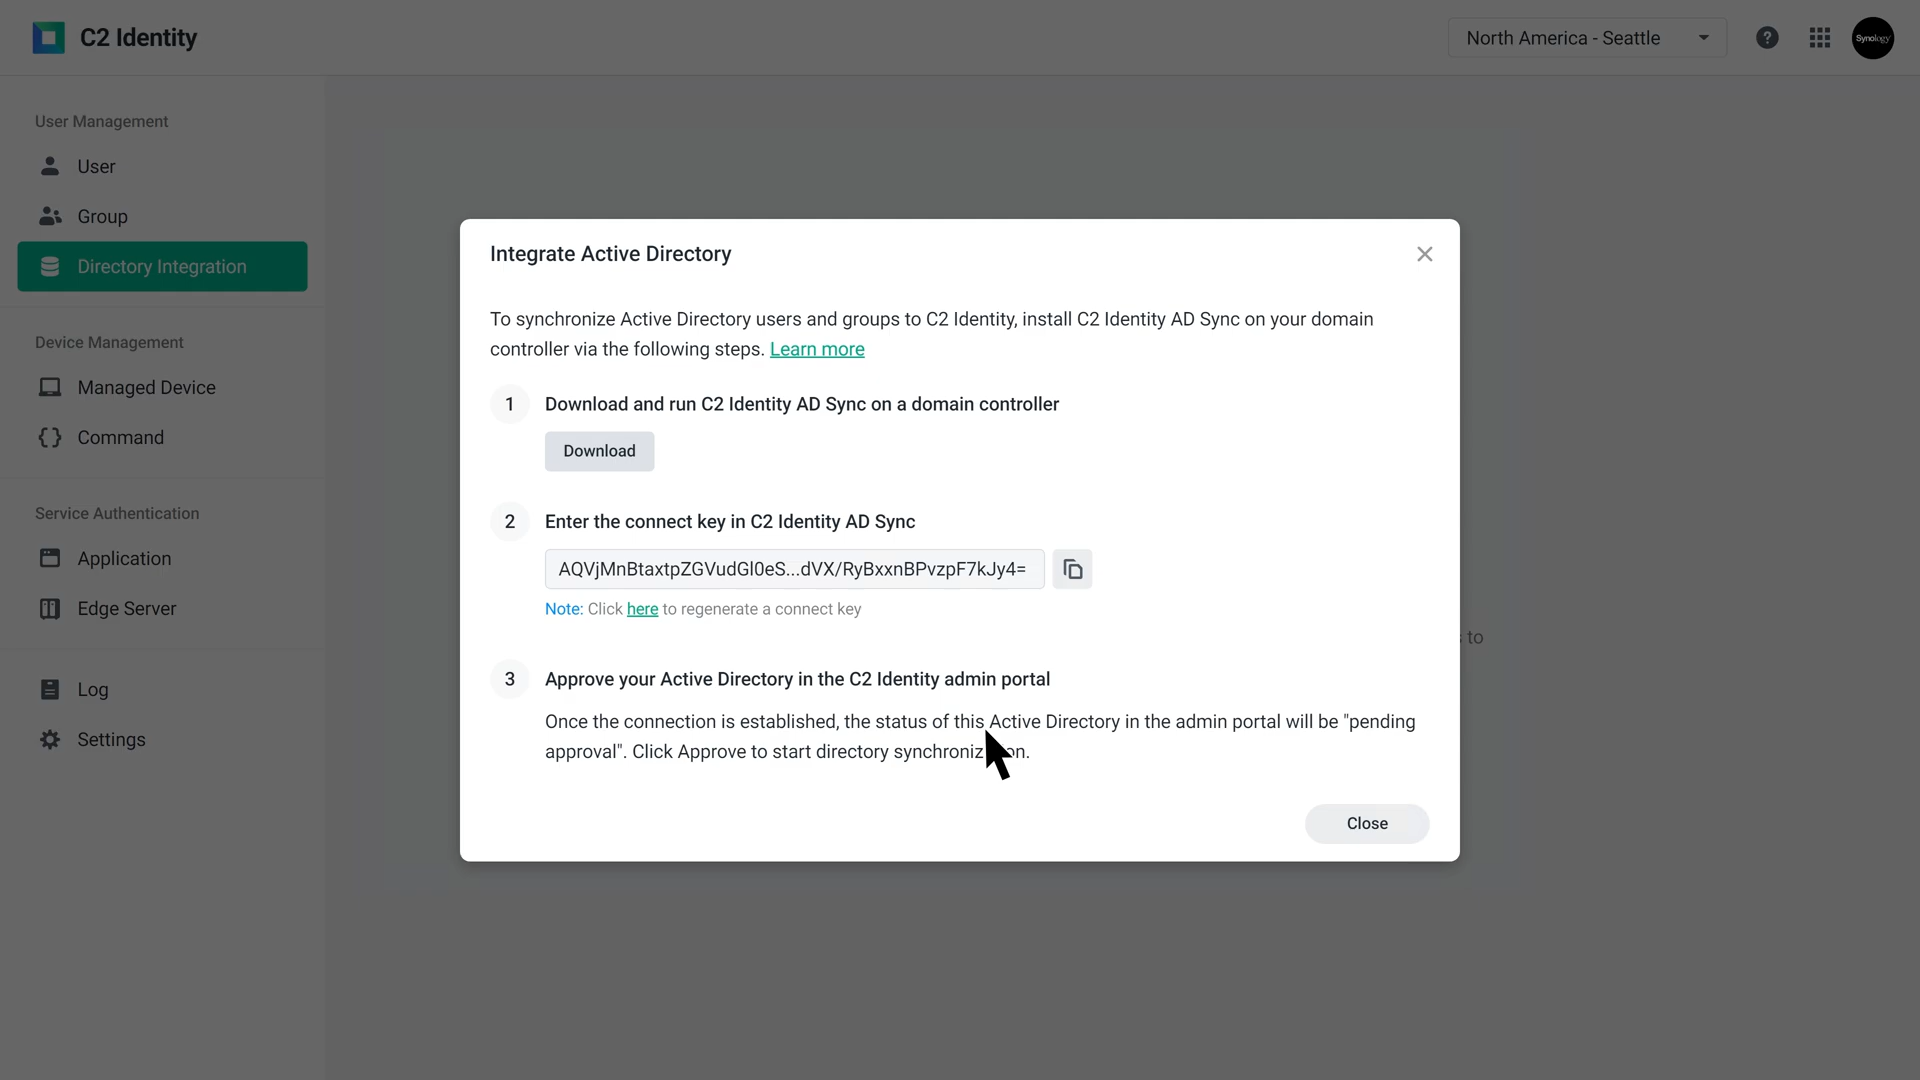 C2 Identity
North America - Seattle
Synology
User Management
User
Group
Directory Integration
Device Management
Managed Device
Command
Service Authentication
Application
Edge Server
Log
Settings
Integrate Active Directory
To synchronize Active Directory users and groups to C2 Identity, install C2 Identity AD Sync on your domain
controller via the following steps. Learn more
1 Download and run C2 Identity AD Sync on a domain controller
Download
2 Enter the connect key in C2 Identity AD Sync
AQVjMnBtaxtpZGVudGl0eS...dVX/RyBxxnBPvzpF7kJy4=
Note: Click here to regenerate a connect key
to
3 Approve your Active Directory in the C2 Identity admin portal
Once the connection is established, the status of this Active Directory in the admin portal will be "pending
approval". Click Approve to start directory synchronization.
Close